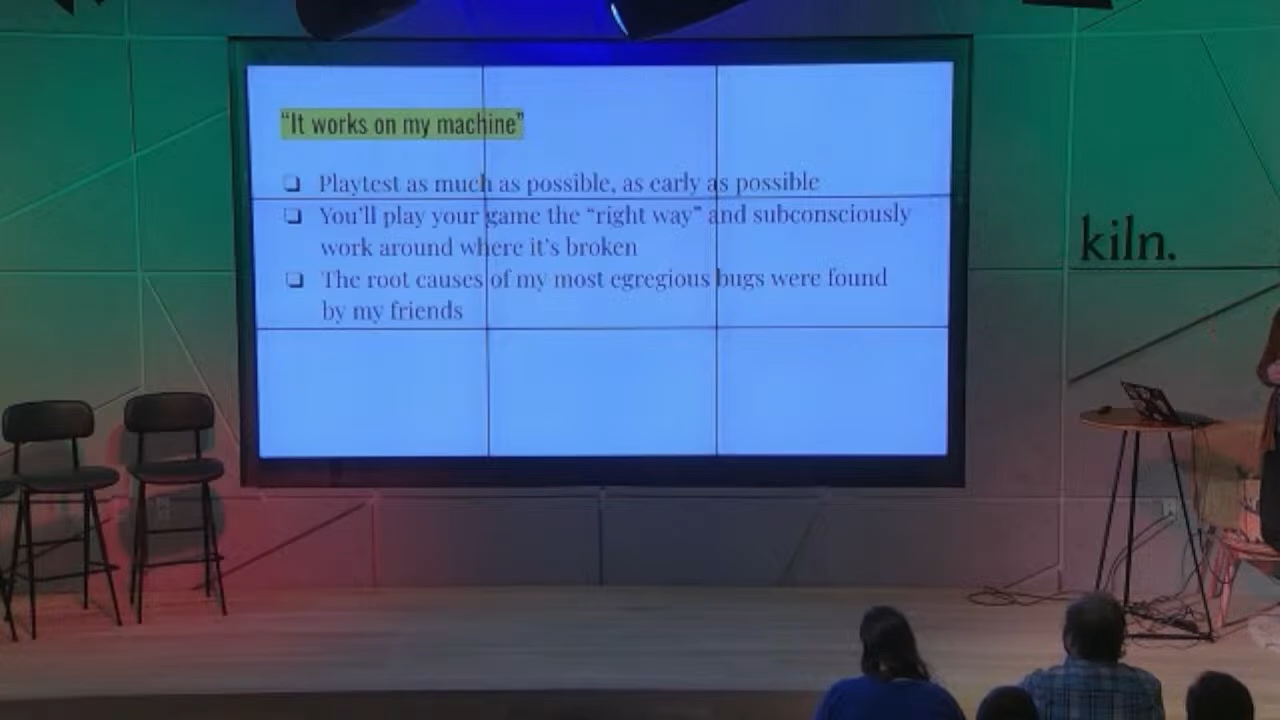 “It works on my machine”
Playtest as much as possible, as early as possible
You’ll play your game the “right way” and subconsciously
work around where it’s broken
The root causes of my most egregious bugs were found
by my friends
kiln.